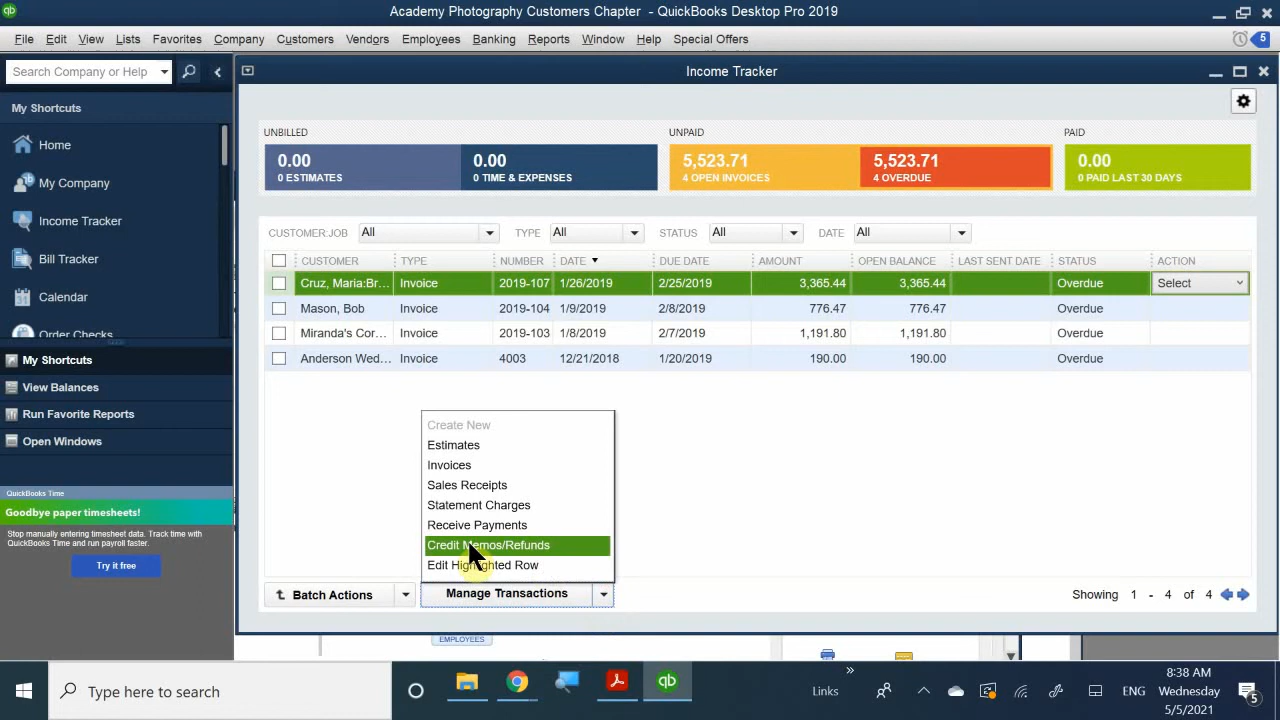 Academy Photography Customers Chapter - QuickBooks Desktop Pro 2019
File Edit View Lists Favorites Company Customers Vendors Employees Banking Reports Window Help Special Offers 5
Search Company or Help
Income Tracker
My Shortcuts
Home
My Company
Income Tracker
Bill Tracker
Calendar
Order Checks
My Shortcuts
View Balances
Run Favorite Reports
Open Windows
QuickBooks Time
Goodbye paper timesheets!
Stop manually entering timesheet data. Track time with
QuickBooks Time and run payroll faster.
Try it free
UNBILLED UNPAID PAID
0.00 0.00 5,523.71 5,523.71 0.00
0 ESTIMATES 0 TIME & EXPENSES 4 OPEN INVOICES 4 OVERDUE 0 PAID LAST 30 DAYS
CUSTOMER:JOB All TYPE All STATUS All DATE All
CUSTOMER TYPE NUMBER DATE DUE DATE AMOUNT OPEN BALANCE LAST SENT DATE STATUS ACTION
Cruz, Maria:Br... Invoice 2019-107 1/26/2019 2/25/2019 3,365.44 3,365.44 Overdue Select
Mason, Bob Invoice 2019-104 1/9/2019 2/8/2019 776.47 776.47 Overdue
Miranda's Cor... Invoice 2019-103 1/8/2019 2/7/2019 1,191.80 1,191.80 Overdue
Anderson Wed... Invoice 4003 12/21/2018 1/20/2019 190.00 190.00 Overdue
Create New
Estimates
Invoices
Sales Receipts
Statement Charges
Receive Payments
Credit Memos/Refunds
Edit Highlighted Row
Batch Actions Manage Transactions Showing 1 - 4 of 4
EMPLOYEES
Type here to search
Links
ENG
8:38 AM
Wednesday
5/5/2021
5